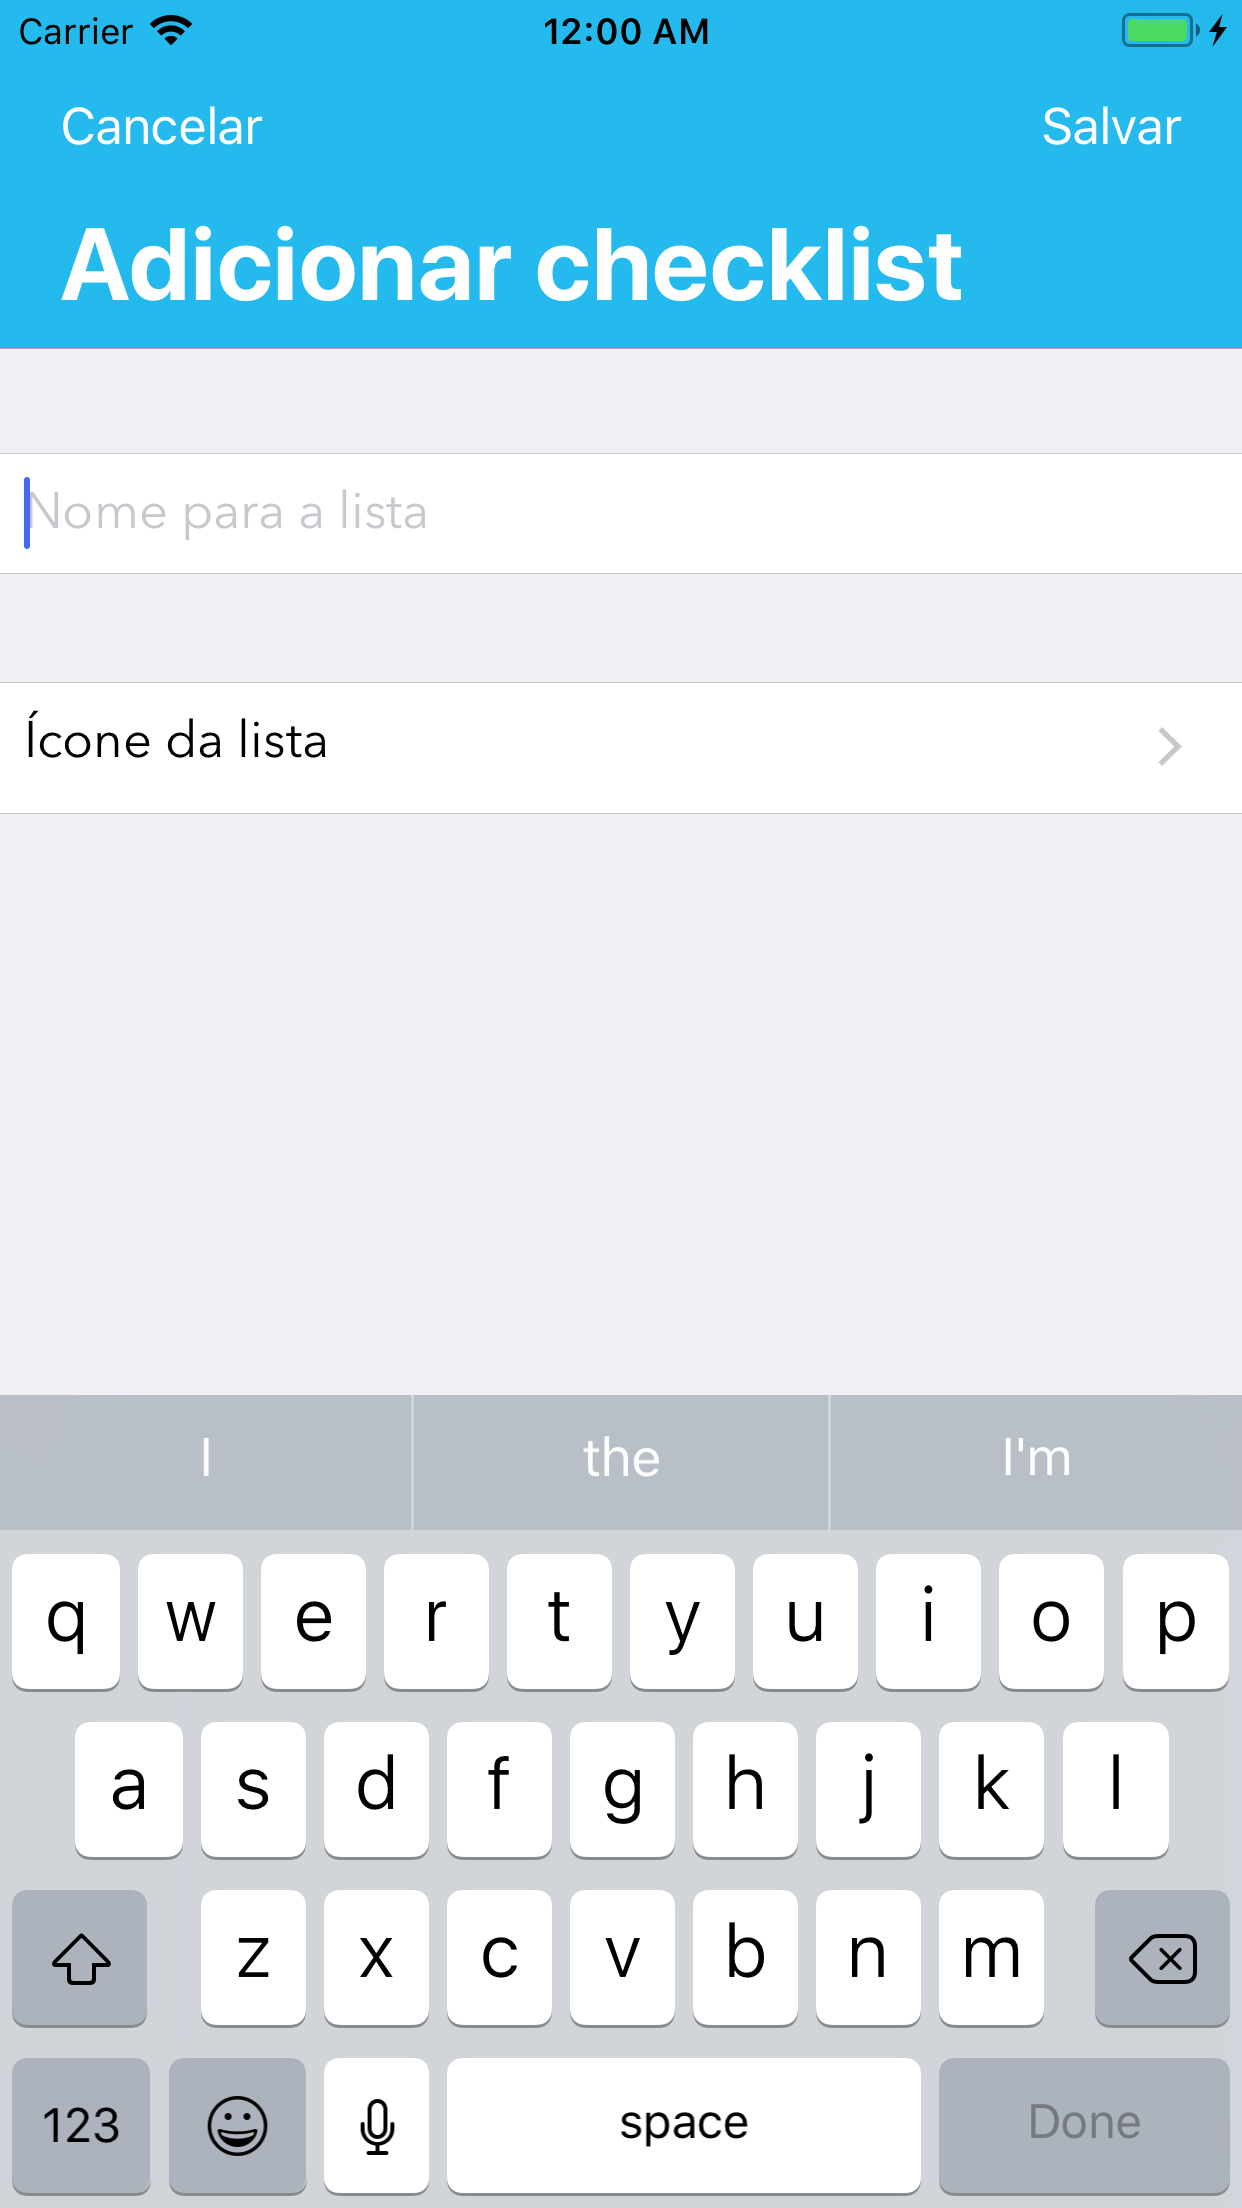 Carrier 12:00 AM
Cancelar Salvar
Adicionar checklist
Nome para a lista
Ícone da lista
I the I'm
q w e r t y u i o p
a s d f g h j k l
z x c v b n m
123 space Done